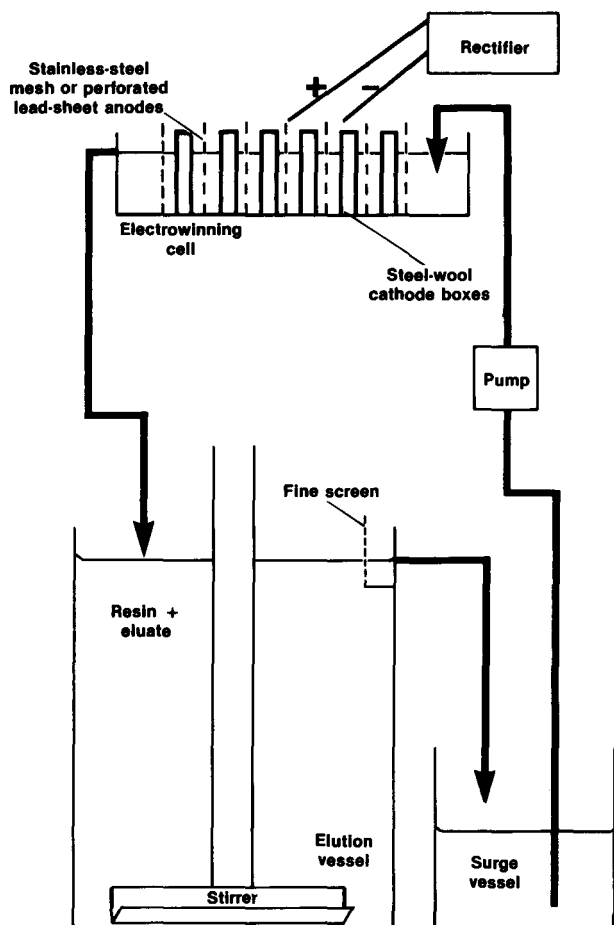 Rectifier
Stainless-steel
mesh or perforated
lead-sheet anodes
+
-
Electrowinning
cell
Steel-wool
cathode boxes
Pump
Fine screen
Resin +
eluate
Elution
vessel
Surge
vessel
Stirrer